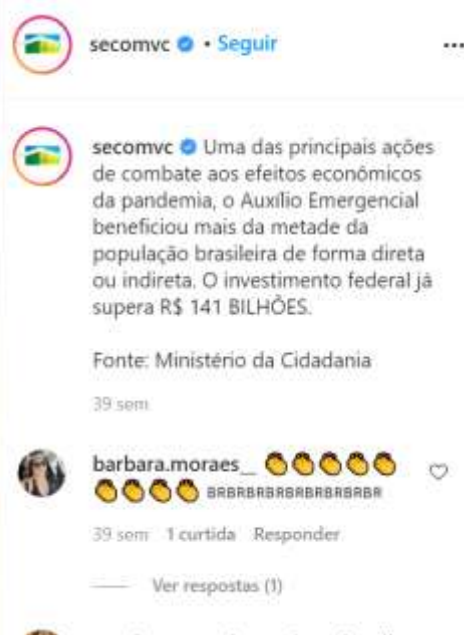 secomvc • Seguir
secomvc Uma das principais ações
de combate aos efeitos econômicos
da pandemia, o Auxílio Emergencial
beneficiou mais da metade da
população brasileira de forma direta
ou indireta. O investimento federal já
supera R$ 141 BILHÕES.
Fonte: Ministério da Cidadania
39 sem
barbara.moraes__ 👏👏👏👏👏
👏👏👏👏 BRBRBRBRBRBRBRBRBR
39 sem 1 curtida Responder
Ver respostas (1)